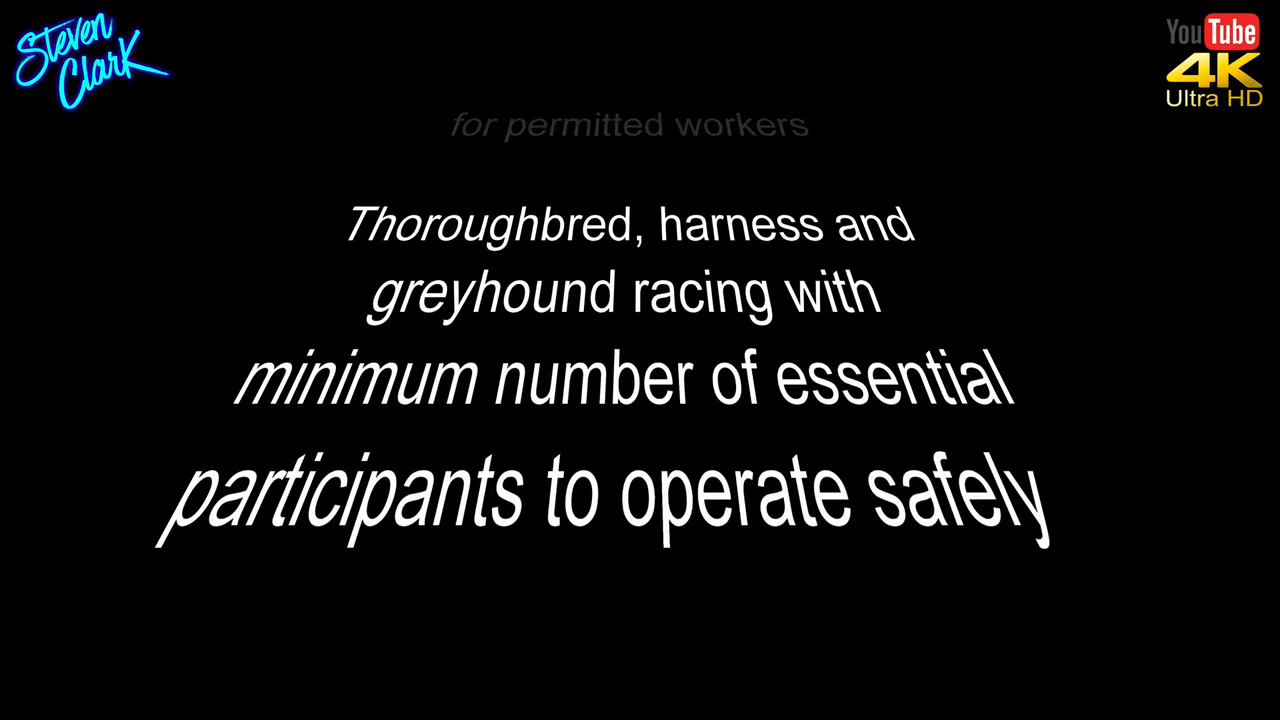 Steven
Clark
YouTube
4K
Ultra HD
for permitted workers
Thoroughbred, harness and
greyhound racing with
minimum number of essential
participants to operate safely